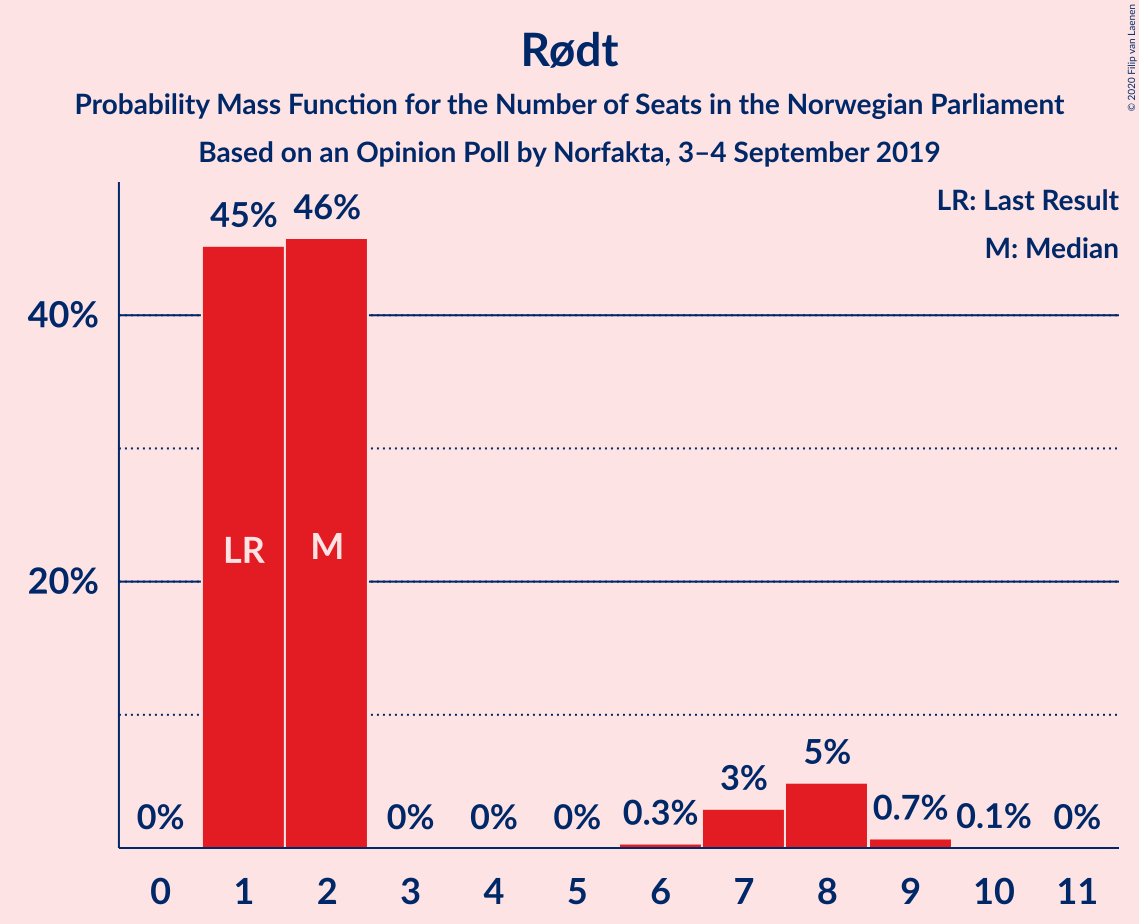 Rødt
Probability Mass Function for the Number of Seats in the Norwegian Parliament
Based on an Opinion Poll by Norfakta, 3–4 September 2019
© 2020 Filip van Laenen
LR: Last Result
M: Median
45%
46%
40%
20%
LR
M
0%
0%
0%
0%
0.3%
3%
5%
0.7%
0.1%
0%
0 1 2 3 4 5 6 7 8 9 10 11